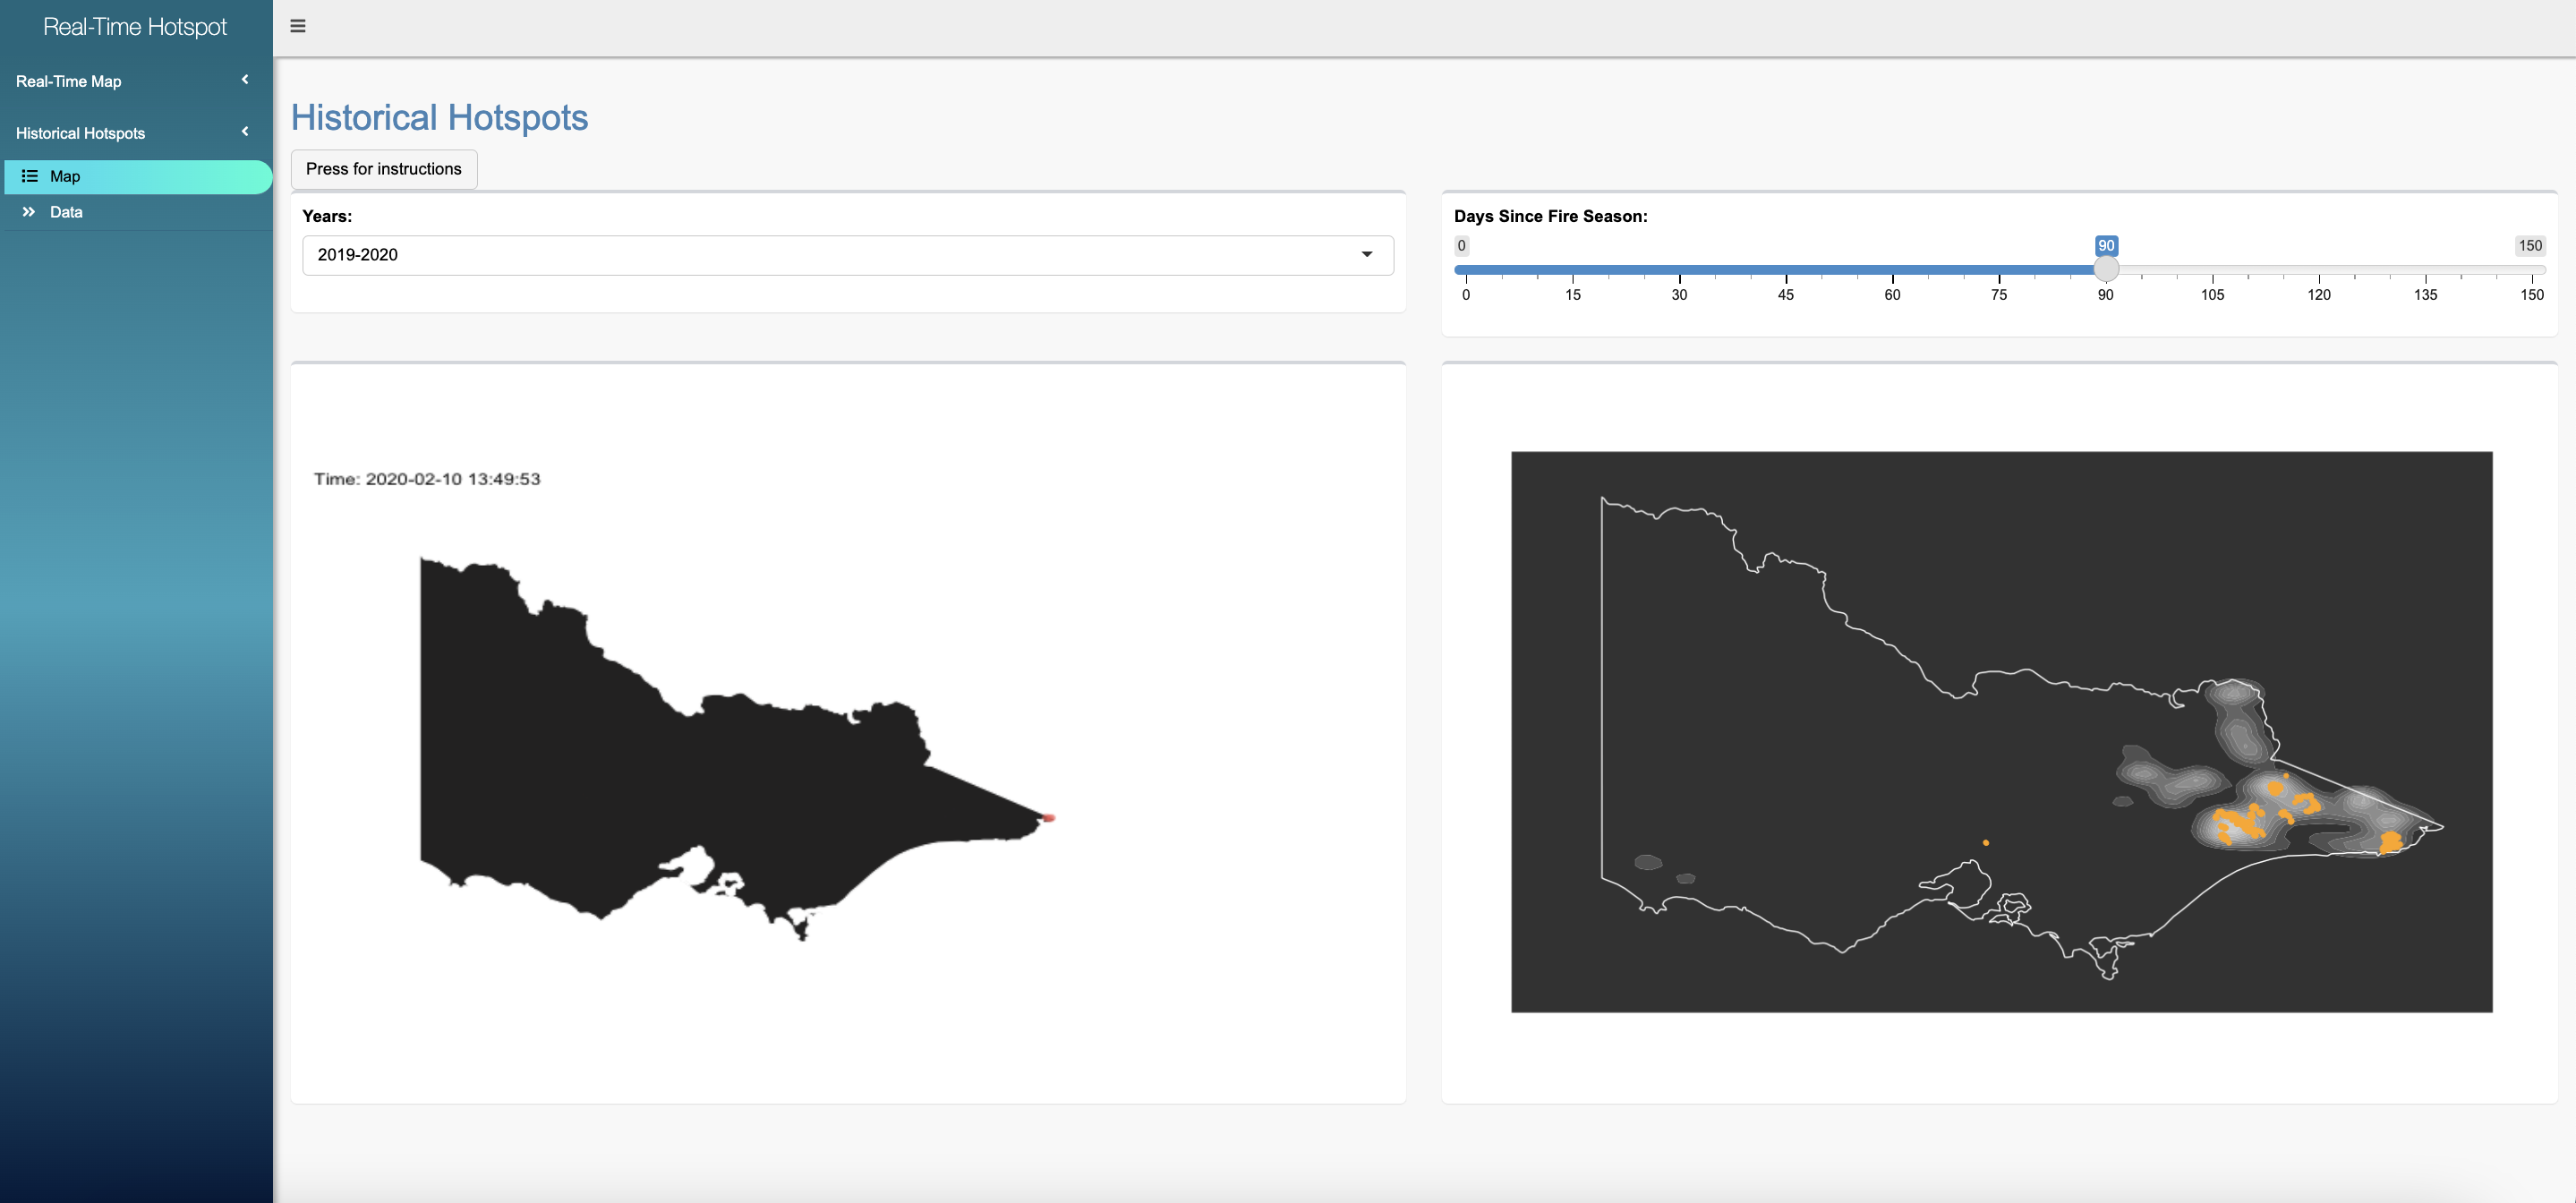 Real-Time Hotspot
Real-Time Map
Historical Hotspots
Map
Data
Historical Hotspots
Press for instructions
Years:
2019-2020
Days Since Fire Season:
0 90 150
0 15 30 45 60 75 90 105 120 135 150
Time: 2020-02-10 13:49:53